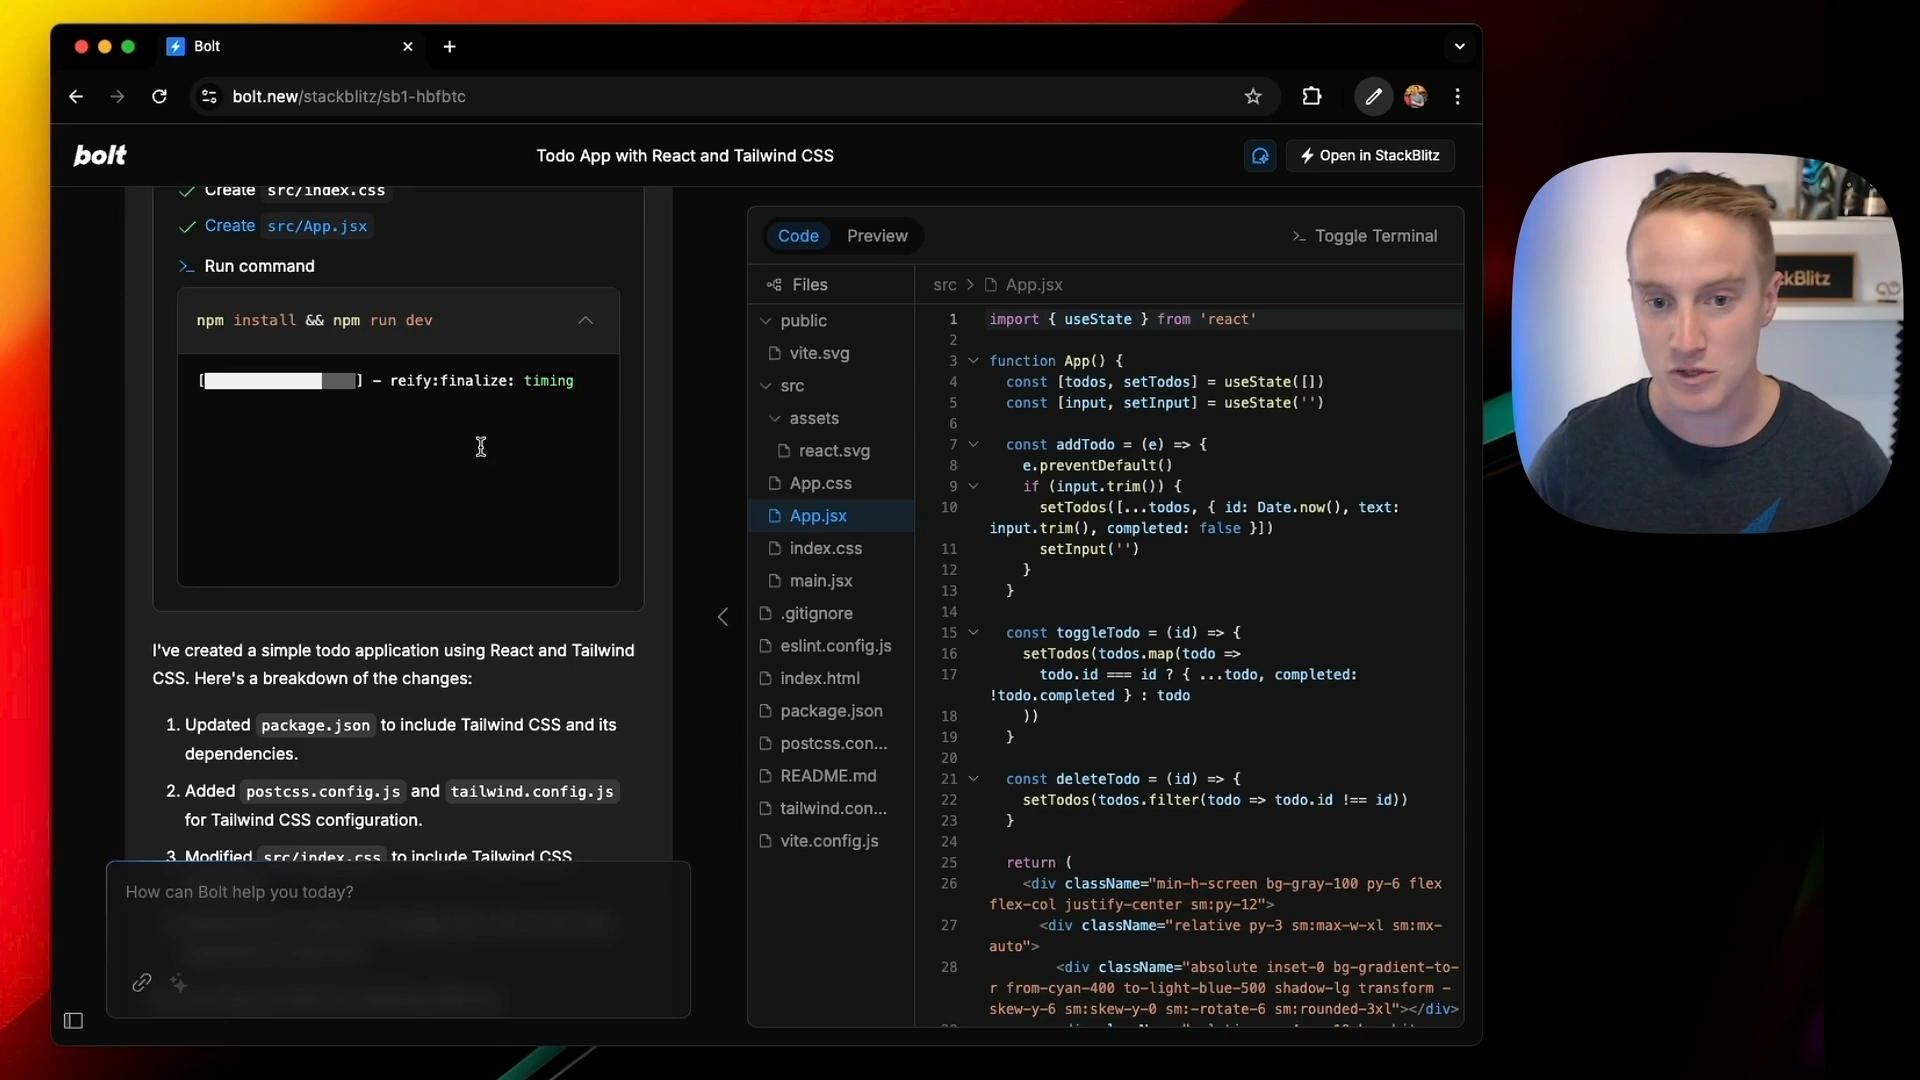 Bolt
bolt.new/stackblitz/sb1-hbfbtc
bolt
Todo App with React and Tailwind CSS
Open in StackBlitz
Create src/index.css
Create src/App.jsx
>_ Run command
npm install && npm run dev
[ ] - reify:finalize: timing
I've created a simple todo application using React and Tailwind
CSS. Here's a breakdown of the changes:
1. Updated package.json to include Tailwind CSS and its
dependencies.
2. Added postcss.config.js and tailwind.config.js
for Tailwind CSS configuration.
3. Modified src/index.css to include Tailwind CSS
How can Bolt help you today?
Code Preview
>_ Toggle Terminal
Files
public
vite.svg
src
assets
react.svg
App.css
App.jsx
index.css
main.jsx
.gitignore
eslint.config.js
index.html
package.json
postcss.con...
README.md
tailwind.con...
vite.config.js
src > App.jsx
1 import { useState } from 'react'
2
3 function App() {
4 const [todos, setTodos] = useState([])
5 const [input, setInput] = useState('')
6
7 const addTodo = (e) => {
8 e.preventDefault()
9 if (input.trim()) {
10 setTodos([...todos, { id: Date.now(), text:
input.trim(), completed: false }])
11 setInput('')
12 }
13 }
14
15 const toggleTodo = (id) => {
16 setTodos(todos.map(todo =>
17 todo.id === id ? { ...todo, completed:
!todo.completed } : todo
18 ))
19 }
20
21 const deleteTodo = (id) => {
22 setTodos(todos.filter(todo => todo.id !== id))
23 }
24
25 return (
26 <div className="min-h-screen bg-gray-100 py-6 flex
flex-col justify-center sm:py-12">
27 <div className="relative py-3 sm:max-w-xl sm:mx-
auto">
28 <div className="absolute inset-0 bg-gradient-to-
r from-cyan-400 to-light-blue-500 shadow-lg transform -
skew-y-6 sm:skew-y-0 sm:-rotate-6 sm:rounded-3xl"></div>
ckBlitz